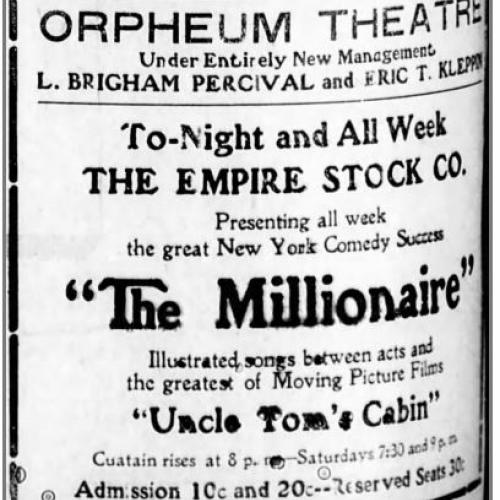 ORPHEUM THEATRE
Under Entirely New Management
L. BRIGHAM PERCIVAL and ERIC T. KLEPPIN
To-Night and All Week
THE EMPIRE STOCK CO.
Presenting all week
the great New York Comedy Success
"The Millionaire"
Illustrated songs between acts and
the greatest of Moving Picture Films
"Uncle Tom's Cabin"
Cuatain rises at 8 p. m.—Saturdays 7:30 and 9 p. m
Admission 10c and 20c--Reserved Seats 30c